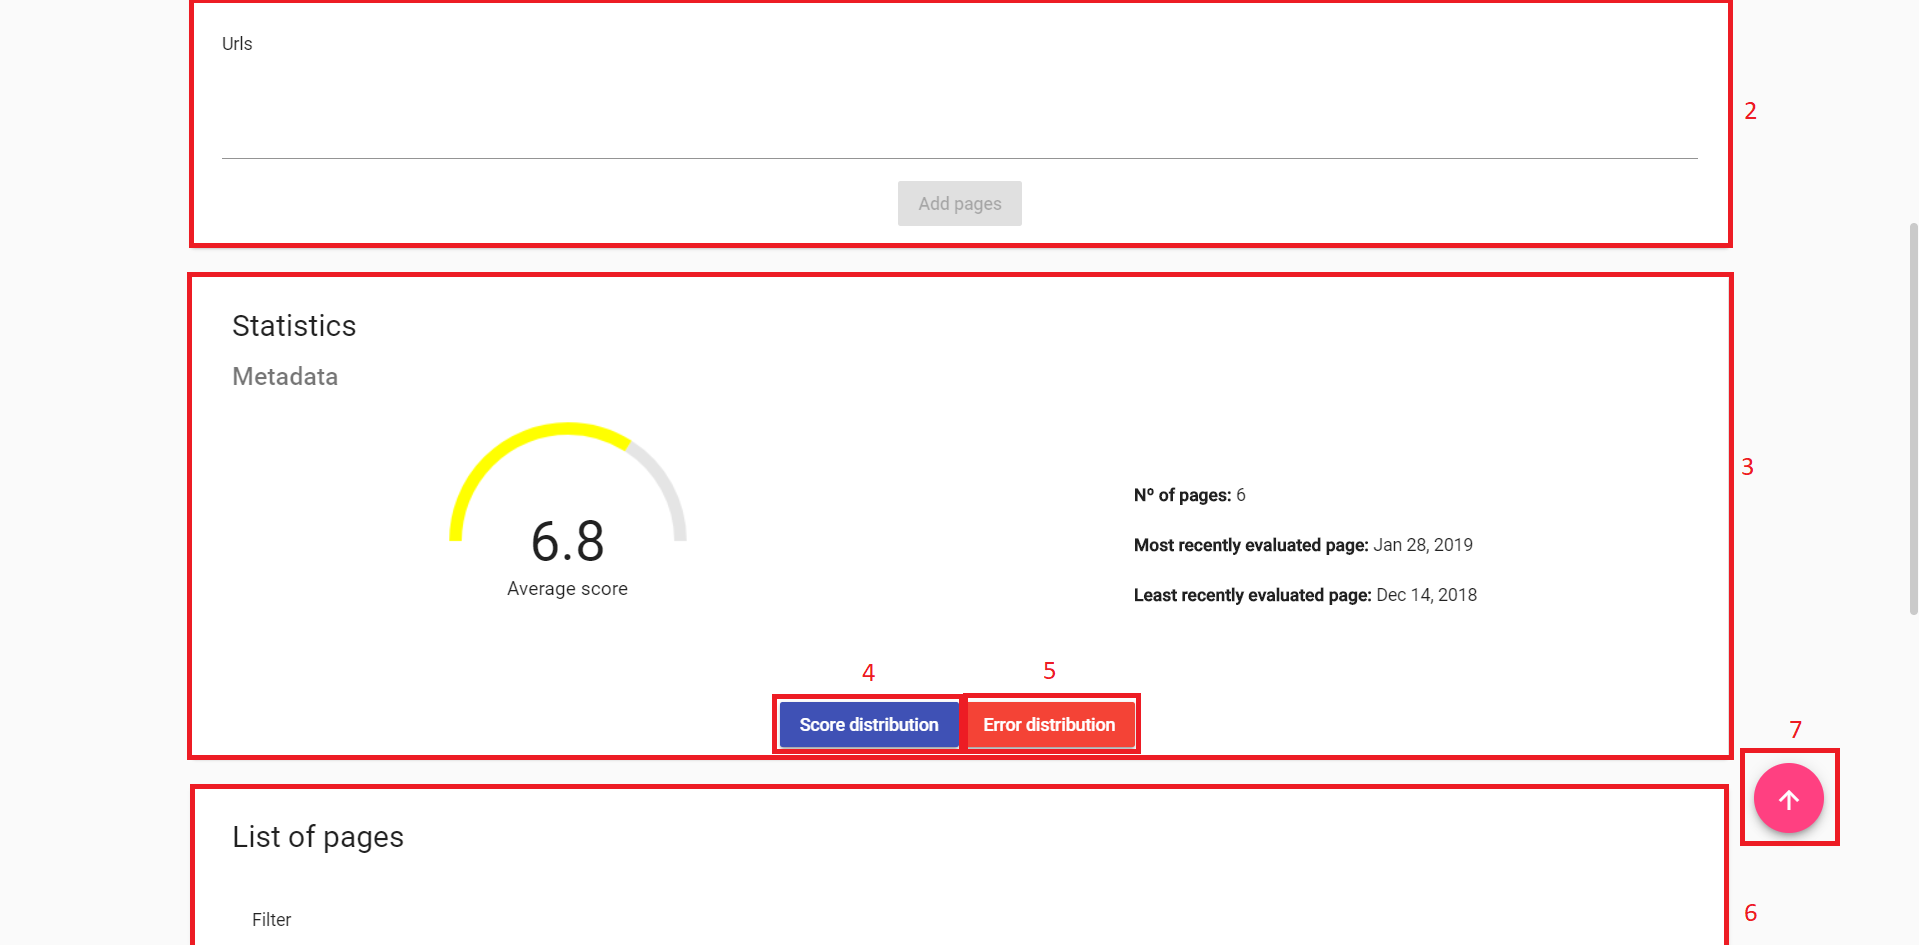 Urls
2
Add pages
Statistics
Metadata
3
6.8
Average score
Nº of pages: 6
Most recently evaluated page: Jan 28, 2019
Least recently evaluated page: Dec 14, 2018
4
5
Score distribution
Error distribution
7
List of pages
Filter
6